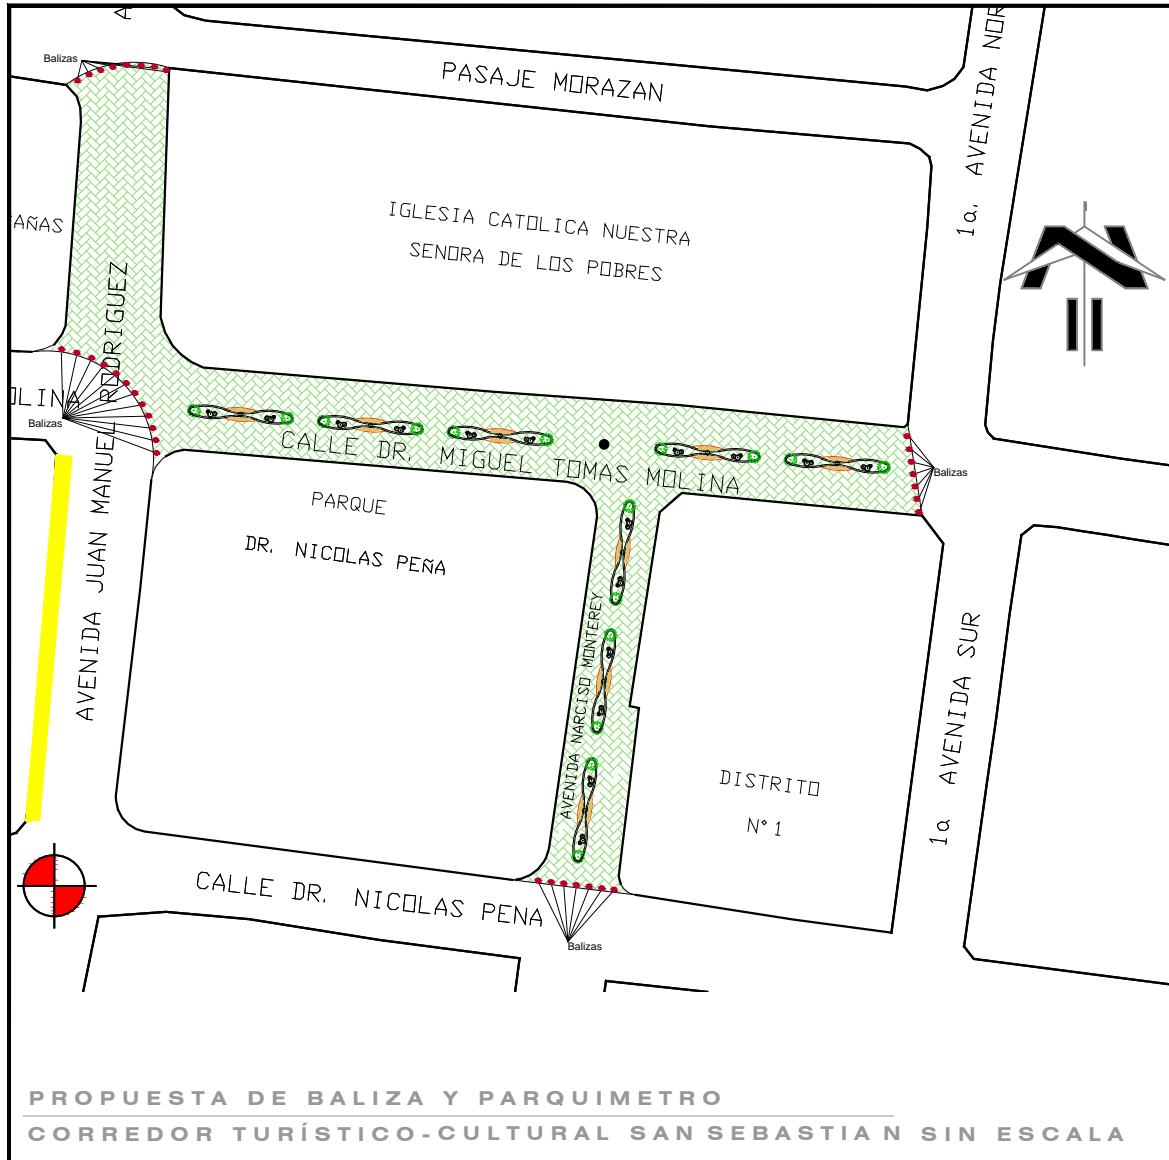 A
Balizas
PASAJE MORAZAN
1a. AVENIDA NOR
AÑAS
IGLESIA CATOLICA NUESTRA
SENORA DE LOS POBRES
AVENIDA JUAN MANUEL RODRIGUEZ
OLINA
Balizas
CALLE DR. MIGUEL TOMAS MOLINA
Balizas
PARQUE
DR. NICOLAS PEÑA
AVENIDA NARCISO MONTEREY
1a AVENIDA SUR
DISTRITO
N° 1
CALLE DR. NICOLAS PENA
Balizas
PROPUESTA DE BALIZA Y PARQUIMETRO
CORREDOR TURÍSTICO-CULTURAL SAN SEBASTIAN SIN ESCALA